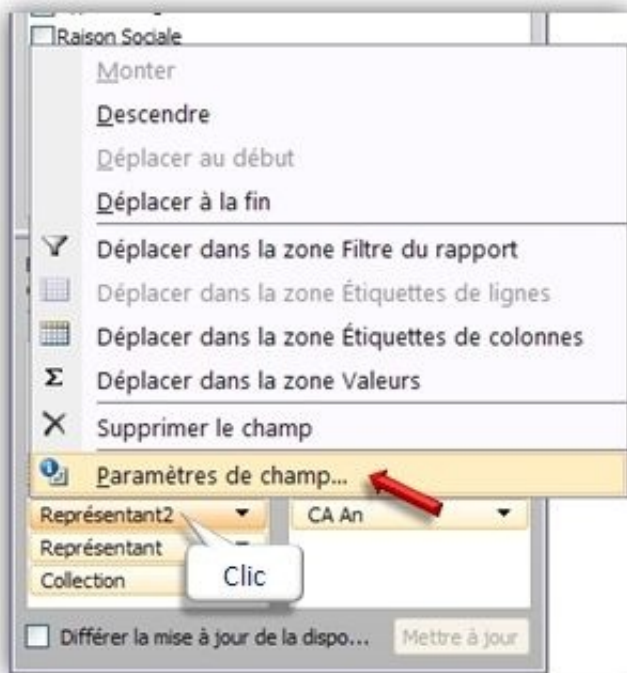 Raison Sociale
Monter
Descendre
Déplacer au début
Déplacer à la fin
Déplacer dans la zone Filtre du rapport
Déplacer dans la zone Étiquettes de lignes
Déplacer dans la zone Étiquettes de colonnes
Σ Déplacer dans la zone Valeurs
Supprimer le champ
Paramètres de champ...
Représentant2 CA An
Représentant
Collection Clic
Différer la mise à jour de la dispo... Mettre à jour